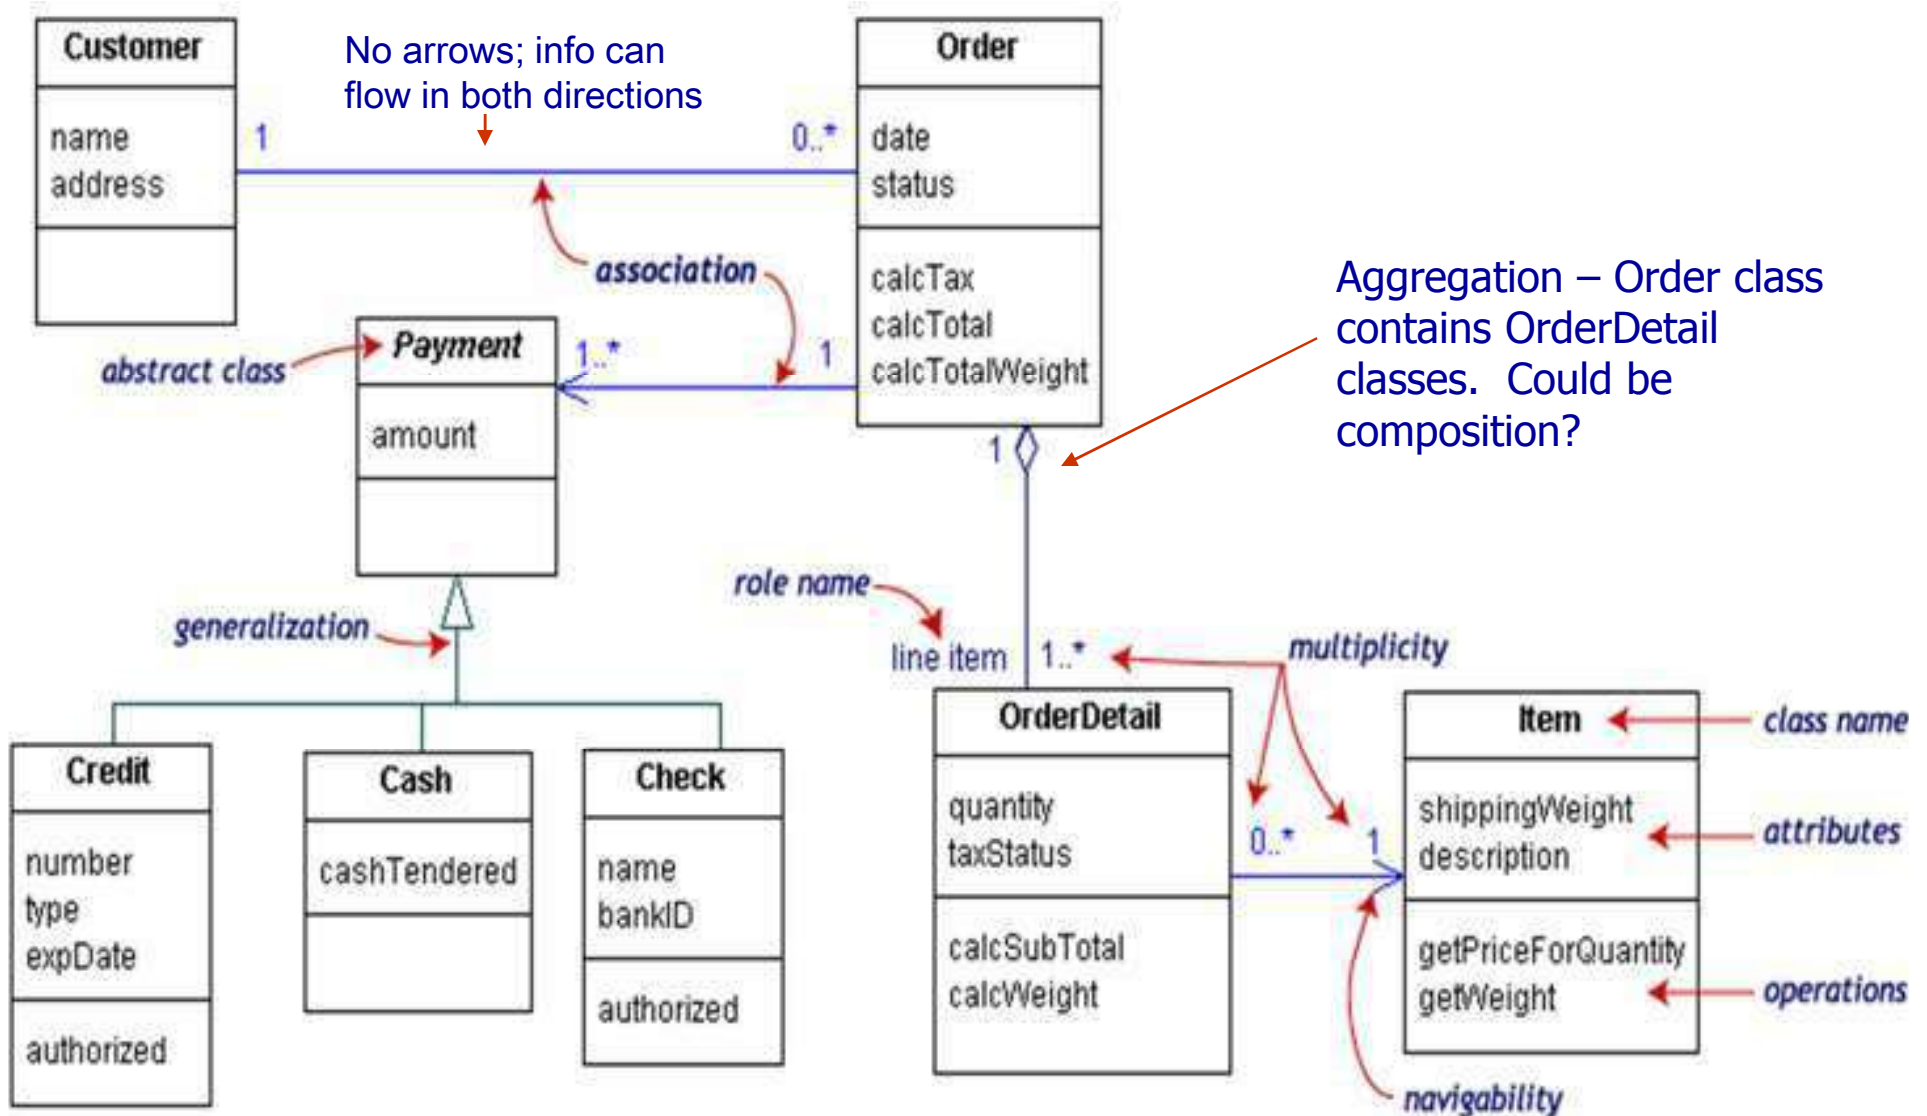 Customer
name
address
No arrows; info can
flow in both directions
1
0..*
Order
date
status
calcTax
calcTotal
calcTotalWeight
association
abstract class
Payment
amount
1..*
1
Aggregation – Order class
contains OrderDetail
classes.  Could be
composition?
1
generalization
role name
line item
1..*
multiplicity
Credit
number
type
expDate
authorized
Cash
cashTendered
Check
name
bankID
authorized
OrderDetail
quantity
taxStatus
calcSubTotal
calcWeight
0..*
1
Item
shippingWeight
description
getPriceForQuantity
getWeight
class name
attributes
operations
navigability